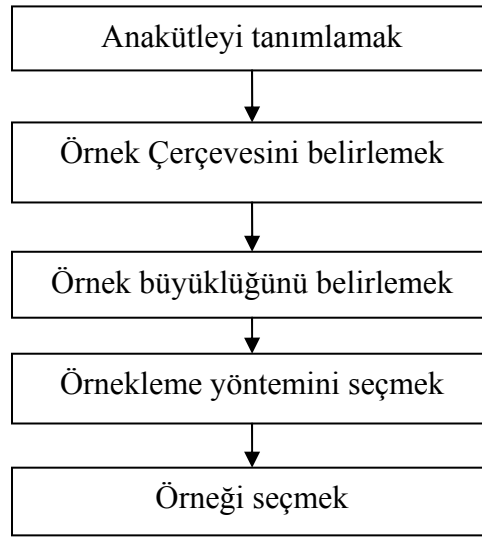 Anakütleyi tanımlamak
Örnek Çerçevesini belirlemek
Örnek büyüklüğünü belirlemek
Örnekleme yöntemini seçmek
Örneği seçmek